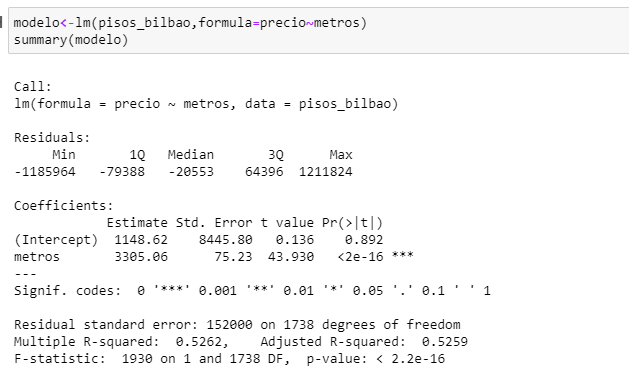 modelo<-lm(pisos_bilbao,formula=precio~metros)
summary(modelo)
Call:
lm(formula = precio ~ metros, data = pisos_bilbao)
Residuals:
     Min       1Q   Median       3Q      Max
-1185964   -79388   -20553    64396  1211824
Coefficients:
            Estimate Std. Error t value Pr(>|t|)
(Intercept)  1148.62    8445.80   0.136    0.892
metros       3305.06      75.23  43.930   <2e-16 ***
---
Signif. codes:  0 '***' 0.001 '**' 0.01 '*' 0.05 '.' 0.1 ' ' 1
Residual standard error: 152000 on 1738 degrees of freedom
Multiple R-squared:  0.5262,    Adjusted R-squared:  0.5259
F-statistic:  1930 on 1 and 1738 DF,  p-value: < 2.2e-16